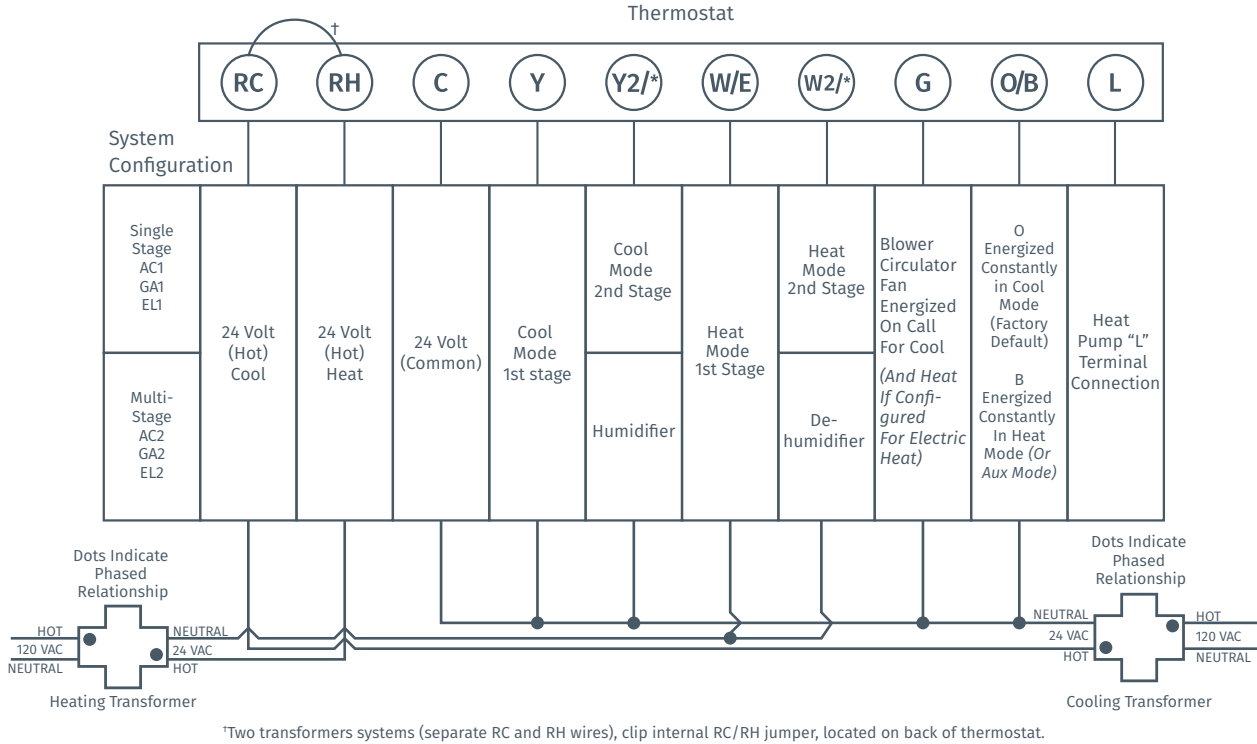 Thermostat
†
RC
RH
C
Y
Y2/*
W/E
W2/*
G
O/B
L
System
Configuration
Single
Stage
AC1
GA1
EL1
Multi-
Stage
AC2
GA2
EL2
24 Volt
(Hot)
Cool
24 Volt
(Hot)
Heat
24 Volt
(Common)
Cool
Mode
1st stage
Cool
Mode
2nd Stage
Humidifier
Heat
Mode
1st Stage
Heat
Mode
2nd Stage
De-
humidifier
Blower
Circulator
Fan
Energized
On Call
For Cool
(And Heat
If Confi-
gured
For Electric
Heat)
O
Energized
Constantly
in Cool
Mode
(Factory
Default)
B
Energized
Constantly
In Heat
Mode (Or
Aux Mode)
Heat
Pump “L”
Terminal
Connection
Dots Indicate
Phased
Relationship
HOT
120 VAC
NEUTRAL
NEUTRAL
24 VAC
HOT
Heating Transformer
Dots Indicate
Phased
Relationship
NEUTRAL
24 VAC
HOT
HOT
120 VAC
NEUTRAL
Cooling Transformer
†Two transformers systems (separate RC and RH wires), clip internal RC/RH jumper, located on back of thermostat.